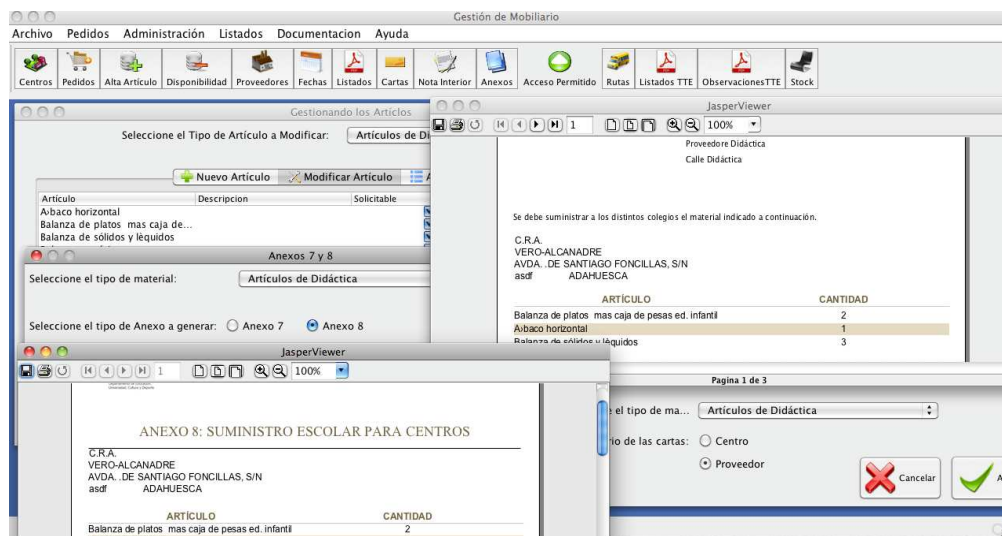 Gestión de Mobiliario
Archivo Pedidos Administración Listados Documentacion Ayuda
Centros Pedidos Alta Artículo Disponibilidad Proveedores Fechas Listados Cartas Nota Interior Anexos Acceso Permitido Rutas Listados TTE ObservacionesTTE Stock
Gestionando los Artíclos
Seleccione el Tipo de Artículo a Modificar: Artículos de Di
Nuevo Artículo Modificar Artículo A
Artículo Descripcion Solicitable
A›baco horizontal
Balanza de platos mas caja de...
Balanza de sólidos y lèquidos
JasperViewer
1 100%
Proveedore Didáctica
Calle Didáctica
Se debe suministrar a los distintos colegios el material indicado a continuación.
C.R.A.
VERO-ALCANADRE
AVDA. .DE SANTIAGO FONCILLAS, S/N
asdf ADAHUESCA
ARTÍCULO CANTIDAD
Balanza de platos mas caja de pesas ed. infantil 2
A›baco horizontal 1
Balanza de sólidos y lèquidos 3
Pagina 1 de 3
Anexos 7 y 8
Seleccione el tipo de material: Artículos de Didáctica
Seleccione el tipo de Anexo a generar: Anexo 7 Anexo 8
e el tipo de ma... Artículos de Didáctica
rio de las cartas: Centro
Proveedor
Cancelar A
JasperViewer
1 100%
ANEXO 8: SUMINISTRO ESCOLAR PARA CENTROS
C.R.A.
VERO-ALCANADRE
AVDA. .DE SANTIAGO FONCILLAS, S/N
asdf ADAHUESCA
ARTÍCULO CANTIDAD
Balanza de platos mas caja de pesas ed. infantil 2